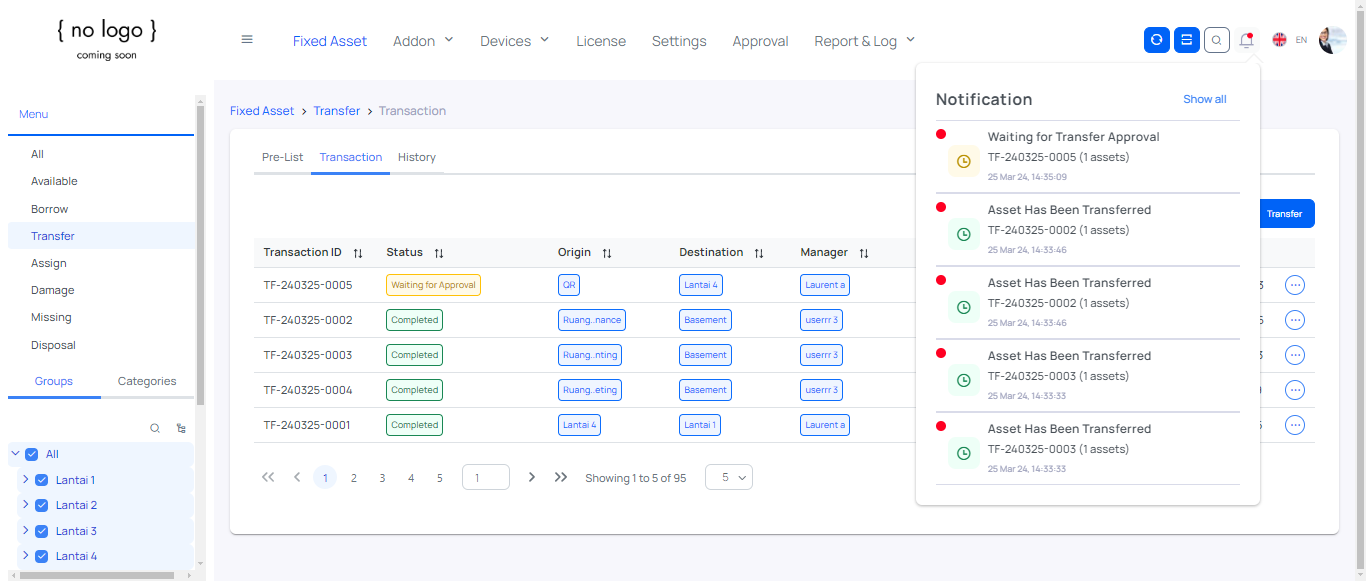 { no logo }
coming soon
Fixed Asset Addon Devices License Settings Approval Report & Log EN
Menu
All
Available
Borrow
Transfer
Assign
Damage
Missing
Disposal
Groups Categories
All
Lantai 1
Lantai 2
Lantai 3
Lantai 4
Fixed Asset > Transfer > Transaction
Pre-List Transaction History
Transfer
Transaction ID Status Origin Destination Manager
TF-240325-0005 Waiting for Approval QR Lantai 4 Laurent a
TF-240325-0002 Completed Ruang..nance Basement userrr 3
TF-240325-0003 Completed Ruang..nting Basement userrr 3
TF-240325-0004 Completed Ruang..eting Basement userrr 3
TF-240325-0001 Completed Lantai 4 Lantai 1 Laurent a
1 2 3 4 5 1 Showing 1 to 5 of 95 5
Notification Show all
Waiting for Transfer Approval
TF-240325-0005 (1 assets)
25 Mar 24, 14:35:09
Asset Has Been Transferred
TF-240325-0002 (1 assets)
25 Mar 24, 14:33:46
Asset Has Been Transferred
TF-240325-0002 (1 assets)
25 Mar 24, 14:33:46
Asset Has Been Transferred
TF-240325-0003 (1 assets)
25 Mar 24, 14:33:33
Asset Has Been Transferred
TF-240325-0003 (1 assets)
25 Mar 24, 14:33:33